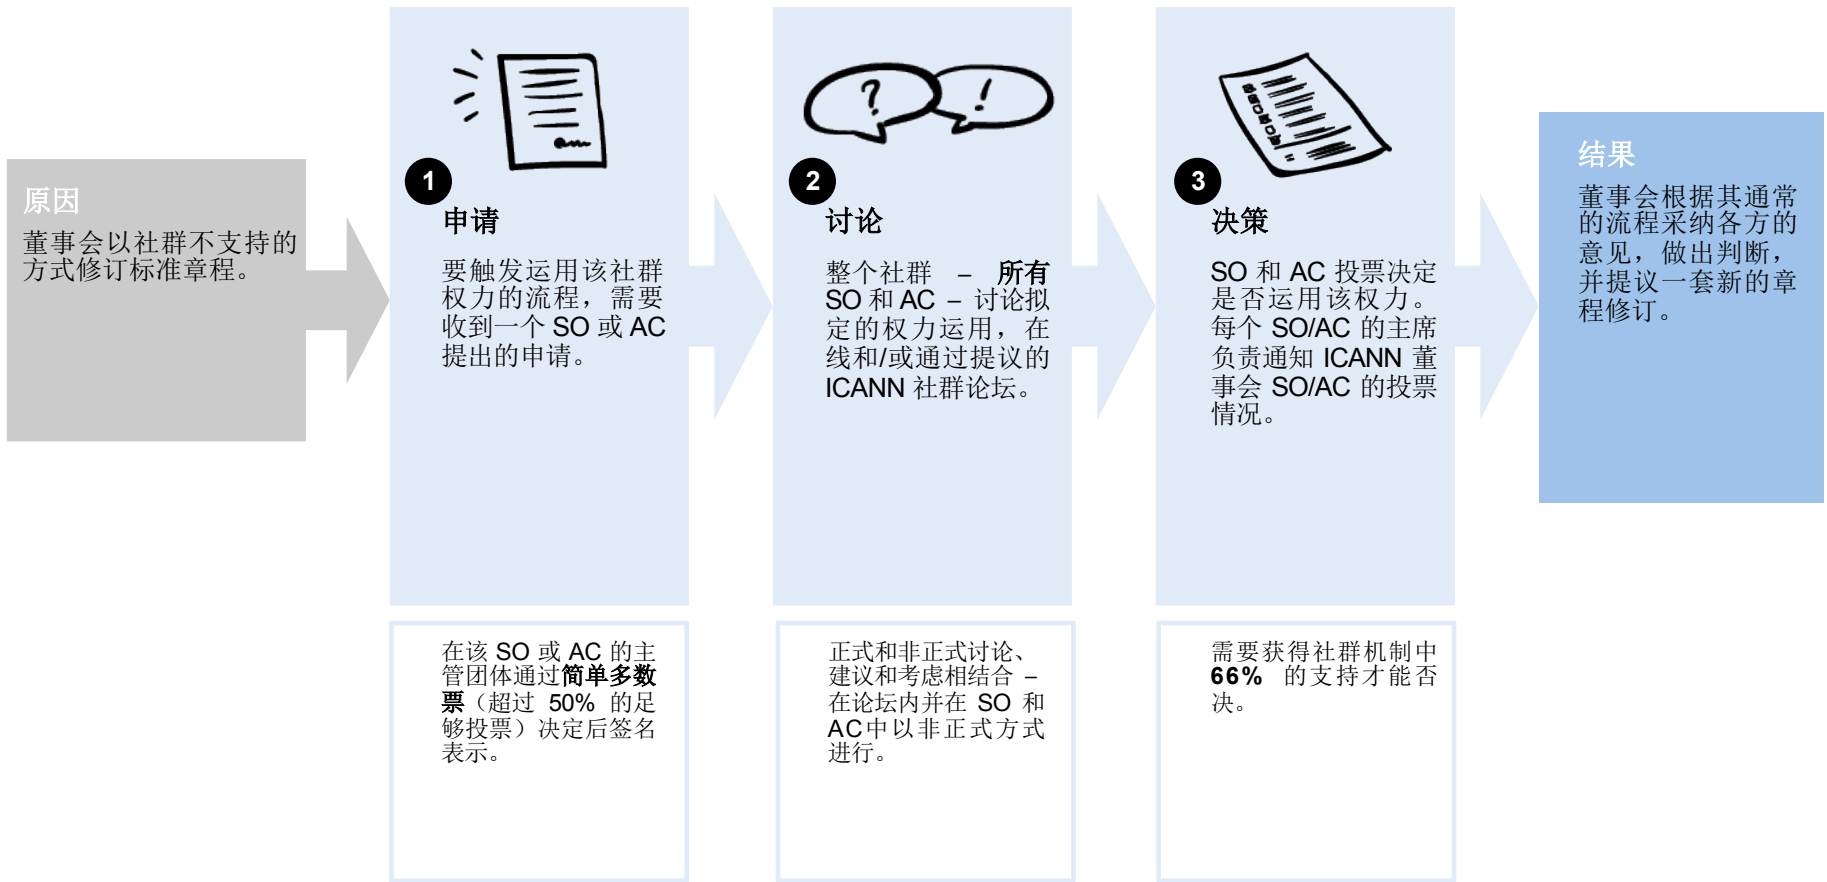 原因
董事会以社群不支持的
方式修订标准章程。
1
申请
要触发运用该社群
权力的流程，需要
收到一个 SO 或 AC
提出的申请。
在该 SO 或 AC 的主
管团体通过简单多数
票（超过 50% 的足
够投票）决定后签名
表示。
2
讨论
整个社群 – 所有
SO 和 AC – 讨论拟
定的权力运用，在
线和/或通过提议的
ICANN 社群论坛。
正式和非正式讨论、
建议和考虑相结合 –
在论坛内并在 SO 和
AC中以非正式方式
进行。
3
决策
SO 和 AC 投票决定
是否运用该权力。
每个 SO/AC 的主席
负责通知 ICANN 董
事会 SO/AC 的投票
情况。
需要获得社群机制中
66% 的支持才能否
决。
结果
董事会根据其通常
的流程采纳各方的
意见，做出判断，
并提议一套新的章
程修订。